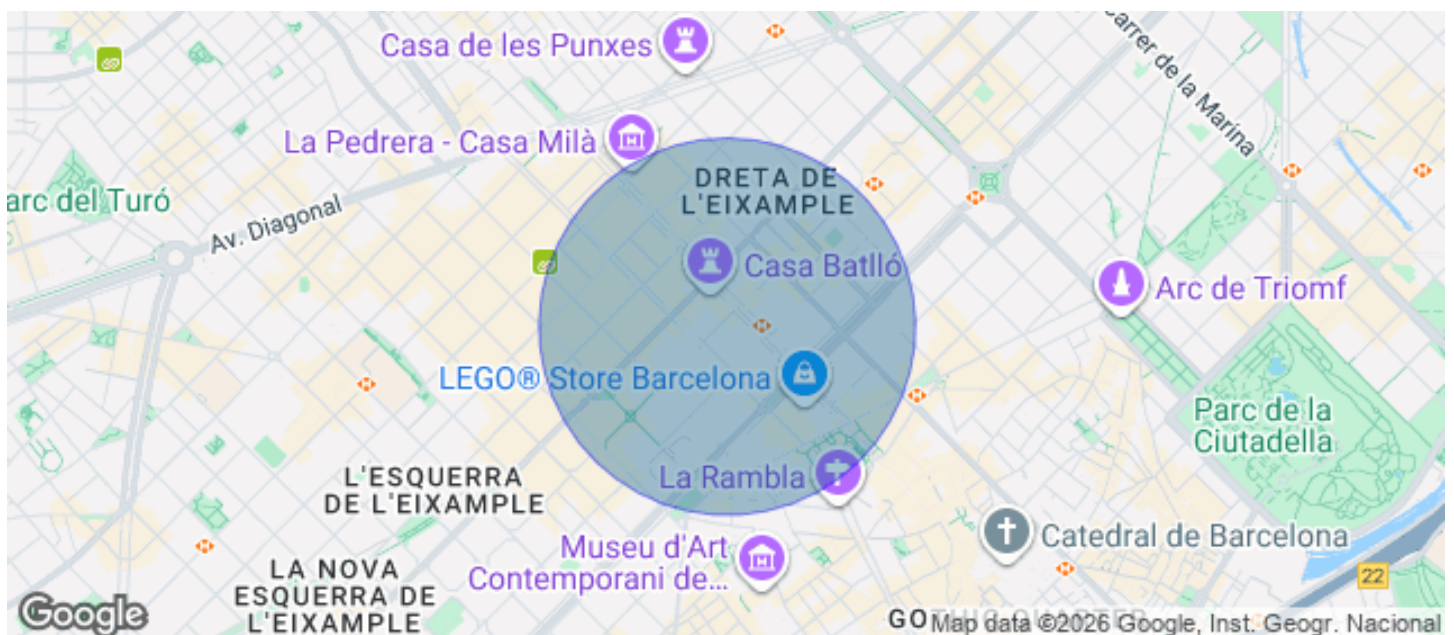 Casa de les Punxes
Carrer de la Marina
La Pedrera - Casa Milà
DRETA DE
L'EIXAMPLE
arc del Turó
Av. Diagonal
Casa Batlló
Arc de Triomf
LEGO® Store Barcelona
Parc de la
Ciutadella
L'ESQUERRA
DE L'EIXAMPLE
La Rambla
Catedral de Barcelona
Museu d'Art
Contemporani de...
LA NOVA
ESQUERRA DE
L'EIXAMPLE
22
Google
GOTHIC QUARTER
Map data ©2026 Google, Inst. Geogr. Nacional